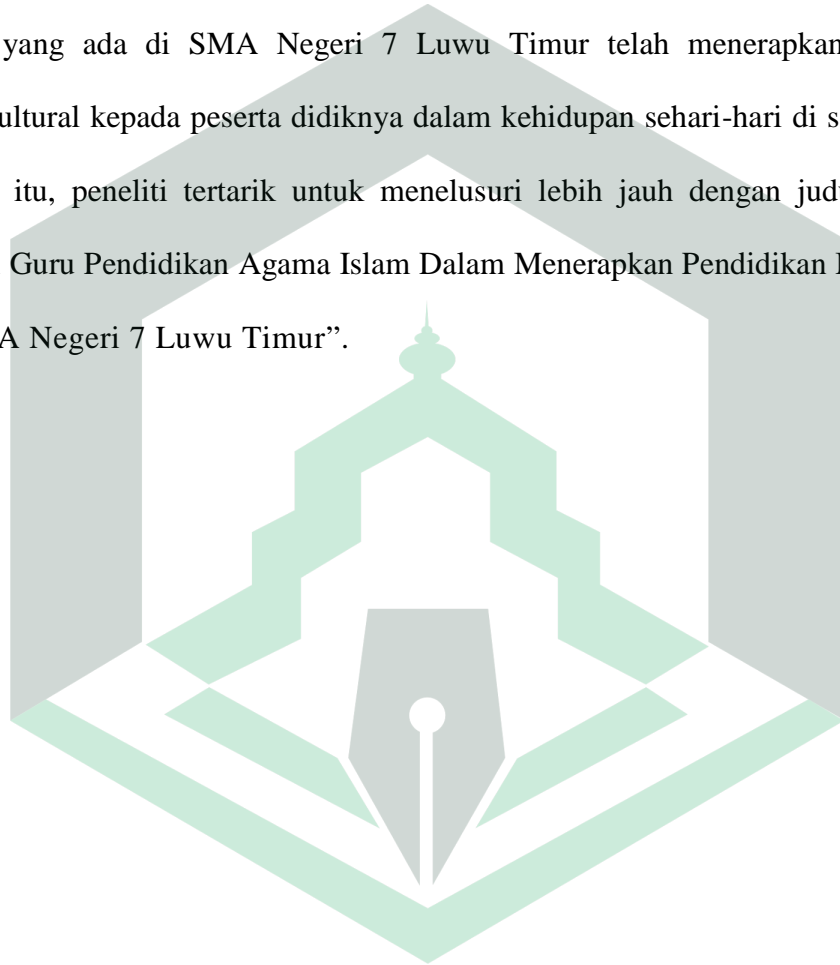 yang ada di SMA Negeri 7 Luwu Timur telah menerapkan
ultural kepada peserta didiknya dalam kehidupan sehari-hari di s
itu, peneliti tertarik untuk menelusuri lebih jauh dengan jud
Guru Pendidikan Agama Islam Dalam Menerapkan Pendidikan
A Negeri 7 Luwu Timur”.